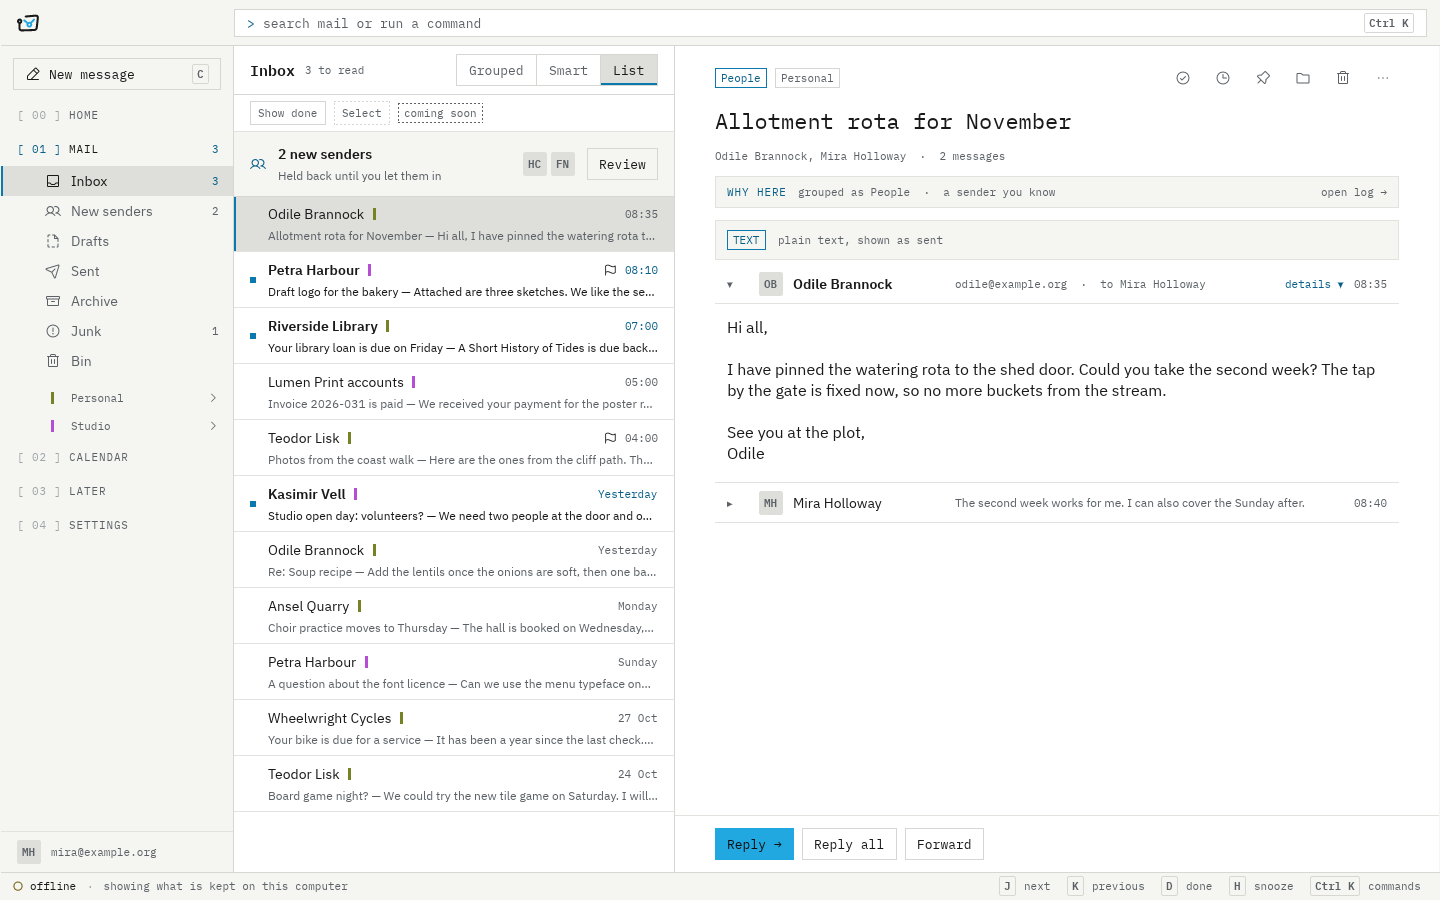 > search mail or run a command Ctrl K
New message C
[ 00 ] HOME
[ 01 ] MAIL 3
Inbox 3
New senders 2
Drafts
Sent
Archive
Junk 1
Bin
Personal
Studio
[ 02 ] CALENDAR
[ 03 ] LATER
[ 04 ] SETTINGS
MH mira@example.org
Inbox 3 to read Grouped Smart List
Show done Select coming soon
2 new senders
Held back until you let them in
HC FN Review
Odile Brannock 08:35
Allotment rota for November — Hi all, I have pinned the watering rota t...
Petra Harbour 08:10
Draft logo for the bakery — Attached are three sketches. We like the se...
Riverside Library 07:00
Your library loan is due on Friday — A Short History of Tides is due back...
Lumen Print accounts 05:00
Invoice 2026-031 is paid — We received your payment for the poster r...
Teodor Lisk 04:00
Photos from the coast walk — Here are the ones from the cliff path. Th...
Kasimir Vell Yesterday
Studio open day: volunteers? — We need two people at the door and o...
Odile Brannock Yesterday
Re: Soup recipe — Add the lentils once the onions are soft, then one ba...
Ansel Quarry Monday
Choir practice moves to Thursday — The hall is booked on Wednesday,...
Petra Harbour Sunday
A question about the font licence — Can we use the menu typeface on...
Wheelwright Cycles 27 Oct
Your bike is due for a service — It has been a year since the last check....
Teodor Lisk 24 Oct
Board game night? — We could try the new tile game on Saturday. I will...
People Personal
Allotment rota for November
Odile Brannock, Mira Holloway · 2 messages
WHY HERE grouped as People · a sender you know open log →
TEXT plain text, shown as sent
▾ OB Odile Brannock odile@example.org · to Mira Holloway details ▾ 08:35
Hi all,
I have pinned the watering rota to the shed door. Could you take the second week? The tap
by the gate is fixed now, so no more buckets from the stream.
See you at the plot,
Odile
▸ MH Mira Holloway The second week works for me. I can also cover the Sunday after. 08:40
Reply → Reply all Forward
offline · showing what is kept on this computer
J next K previous D done H snooze Ctrl K commands